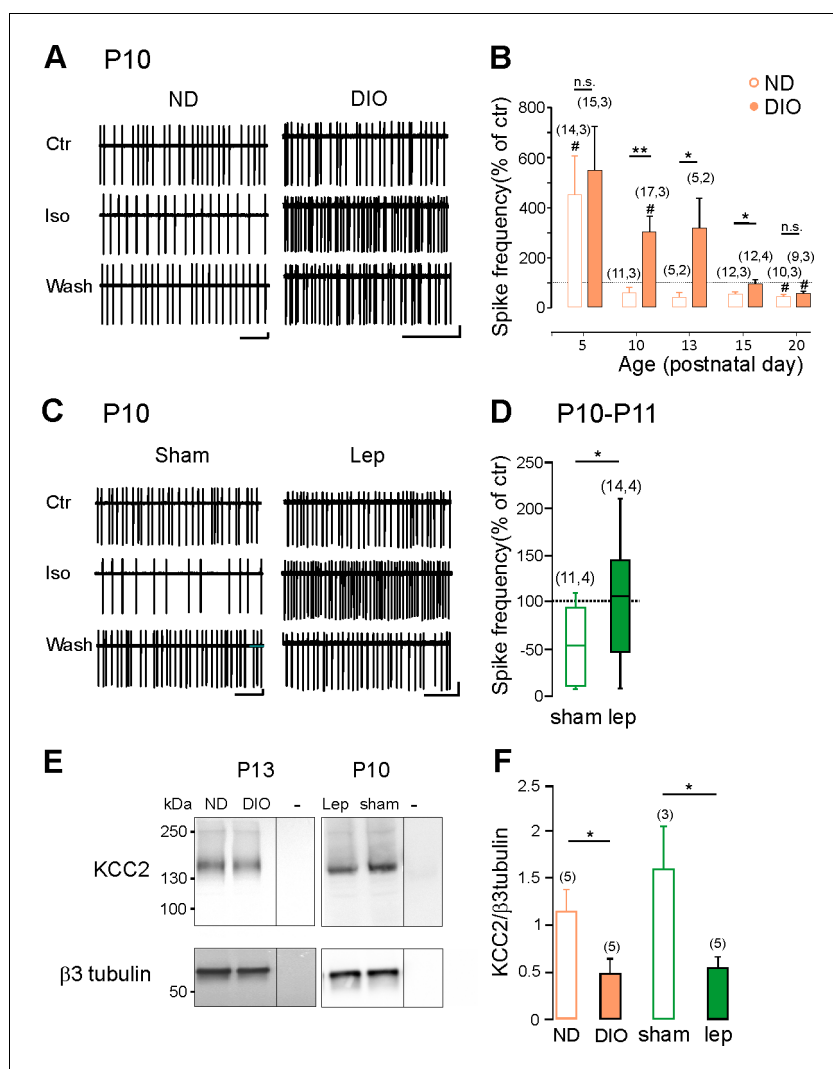 A P10
ND DIO
Ctr
Iso
Wash
B
ND
DIO
Spike frequency(% of ctr)
800
600
400
200
0
n.s.
(15,3)
(14,3)
#
**
(17,3)
#
(11,3)
*
(5,2)
(5,2)
*
(12,4)
(12,3)
n.s.
(9,3)
(10,3)
# #
5 10 13 15 20
Age (postnatal day)
C P10
Sham Lep
Ctr
Iso
Wash
D P10-P11
Spike frequency(% of ctr)
250
200
150
100
-50
0
*
(14,4)
(11,4)
sham lep
E
P13 P10
kDa ND DIO - Lep sham -
250
KCC2
130
100
β3 tubulin
50
F
KCC2/β3tubulin
2.5
2
1.5
1
0.5
0
*
(3)
*
(5)
(5)
(5)
ND DIO sham lep